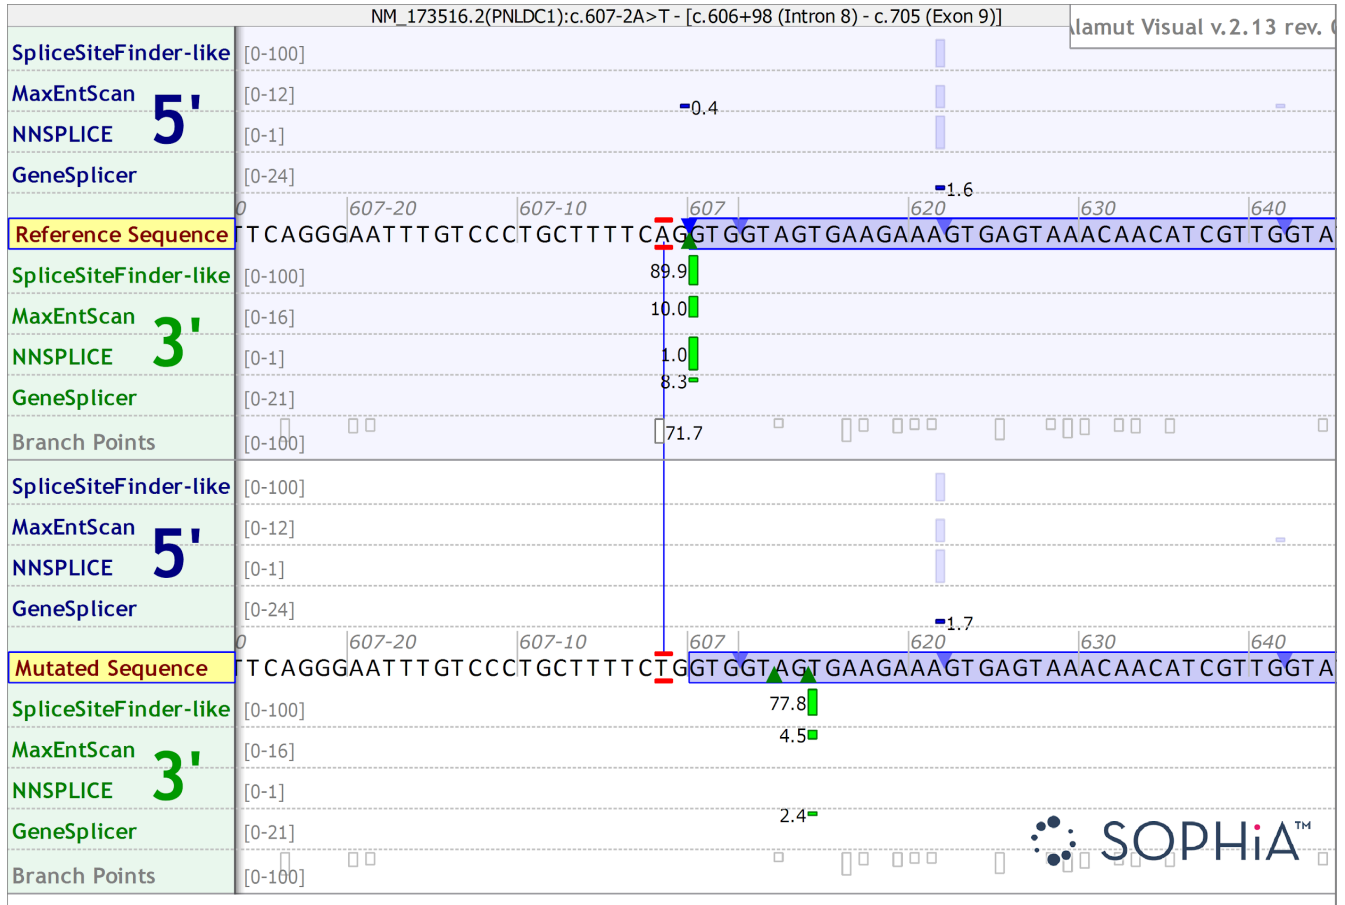 NM_173516.2(PNLDC1):c.607-2A>T - [c.606+98 (Intron 8) - c.705 (Exon 9)]
lamut Visual v.2.13 rev.
SpliceSiteFinder-like [0-100]
MaxEntScan [0-12] 0.4
5'
NNSPLICE [0-1]
GeneSplicer [0-24] 1.6
0 607-20 607-10 607 620 630 640
Reference Sequence TTCAGGGAATTTGTCCCTGCTTTTCAGGTGGTAGTGAAGAAAGTGAGTAAACAACATCGTTGGTA
SpliceSiteFinder-like [0-100] 89.9
MaxEntScan [0-16] 10.0
3'
NNSPLICE [0-1] 1.0
8.3
GeneSplicer [0-21]
Branch Points [0-100] 71.7
SpliceSiteFinder-like [0-100]
MaxEntScan [0-12]
5'
NNSPLICE [0-1]
GeneSplicer [0-24] 1.7
0 607-20 607-10 607 620 630 640
Mutated Sequence TTCAGGGAATTTGTCCCTGCTTTTCTGGTGGTAGTGAAGAAAGTGAGTAAACAACATCGTTGGTA
SpliceSiteFinder-like [0-100] 77.8
MaxEntScan [0-16] 4.5
3'
NNSPLICE [0-1]
2.4
GeneSplicer [0-21]
Branch Points [0-100]
SOPHiA™